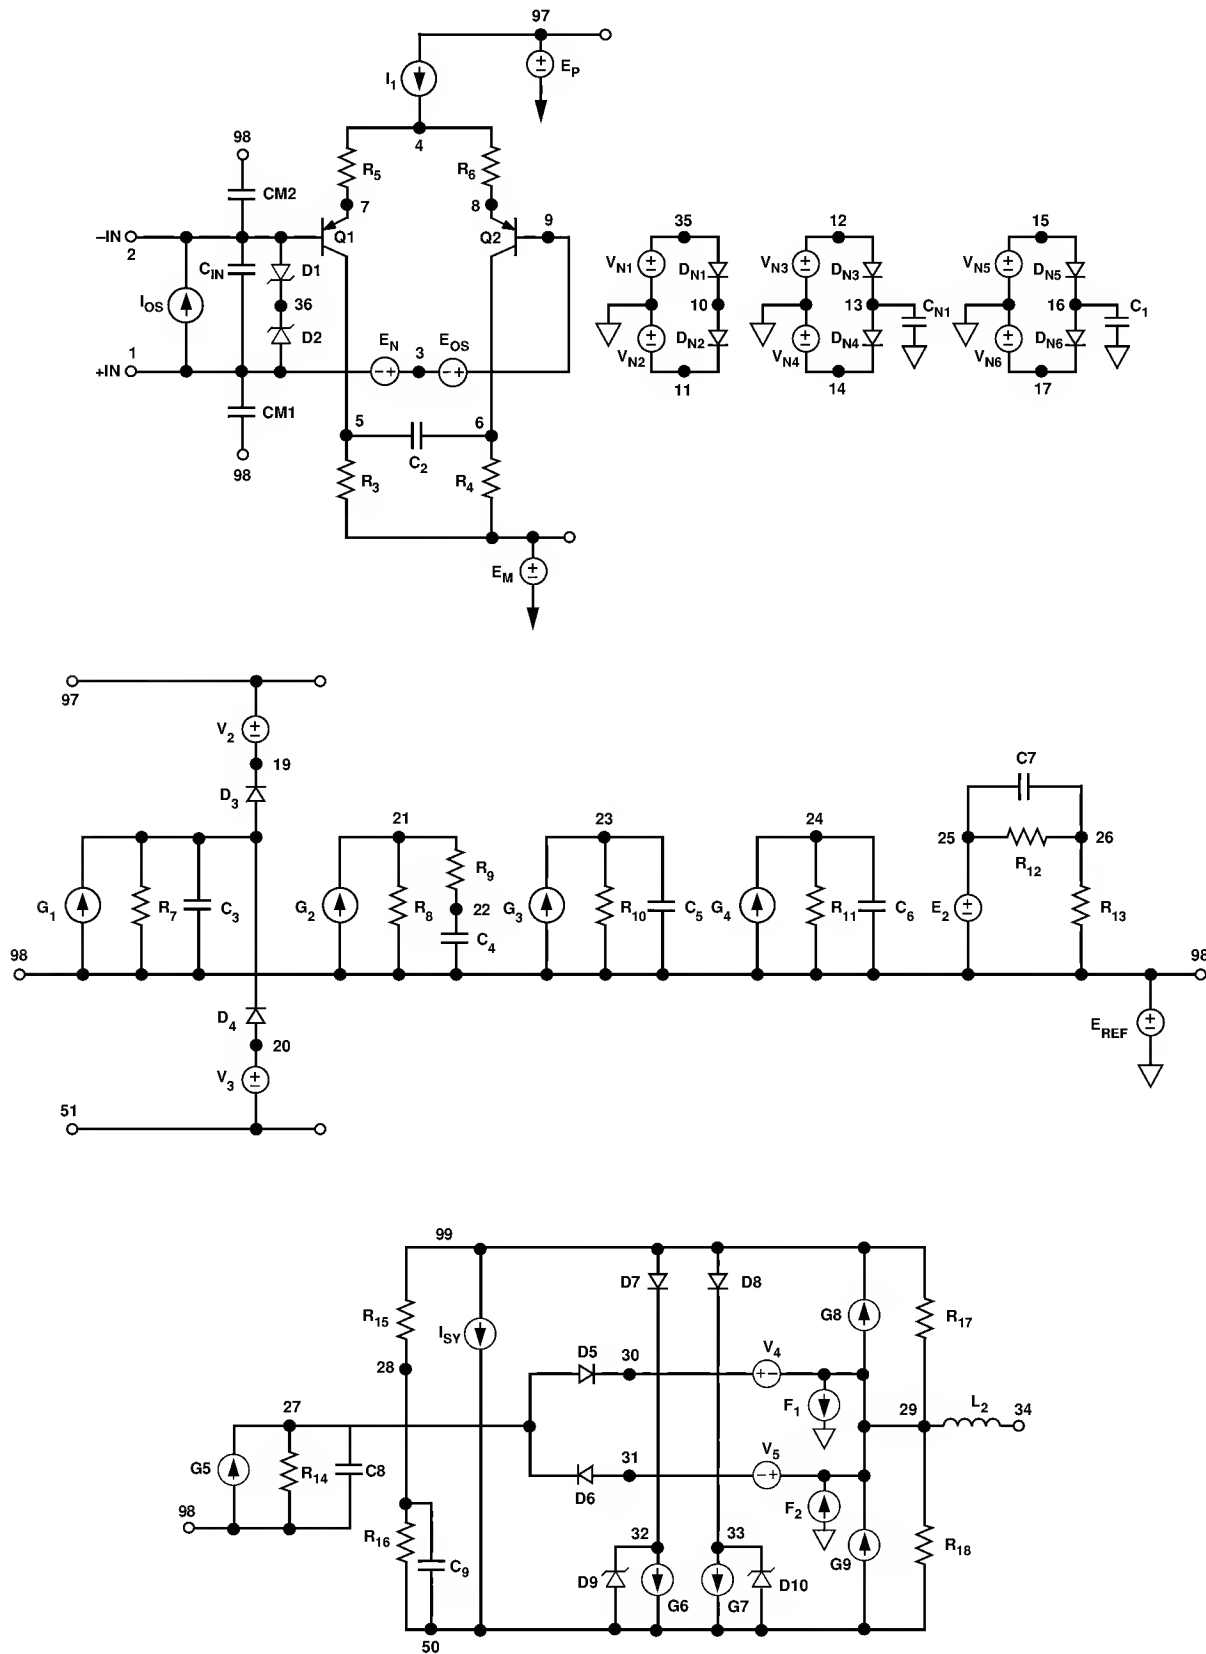 97
I1
EP
98
4
CM2
R5
R6
7
8
9
–IN
2
Q1
Q2
CIN
D1
IOS
36
D2
1
+IN
EN
3
EOS
CM1
98
5
6
C2
R3
R4
EM
35
VN1
DN1
10
VN2
DN2
11
12
VN3
DN3
13
CN1
VN4
DN4
14
15
VN5
DN5
16
C1
VN6
DN6
17
97
V2
19
D3
G1
R7
C3
98
D4
20
V3
51
21
R9
G2
R8
22
C4
23
G3
R10
C5
24
G4
R11
C6
C7
25
26
R12
E2
R13
98
EREF
99
D7
D8
R15
ISY
G8
R17
28
D5
30
V4
F1
27
29
L2
34
G5
R14
C8
31
V5
D6
F2
98
R16
C9
32
33
D9
G6
G7
D10
G9
R18
50